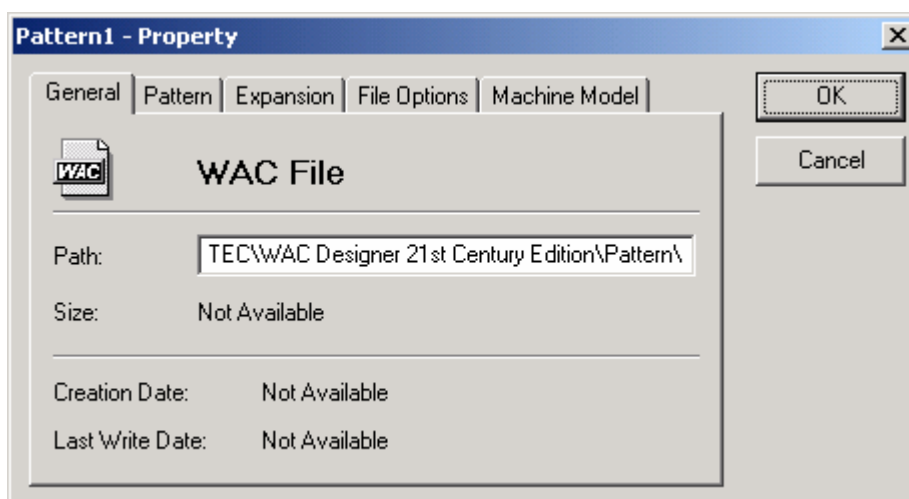 Pattern1 - Property
General Pattern Expansion File Options Machine Model
OK
Cancel
WAC WAC File
Path: TEC\WAC Designer 21st Century Edition\Pattern\
Size: Not Available
Creation Date: Not Available
Last Write Date: Not Available